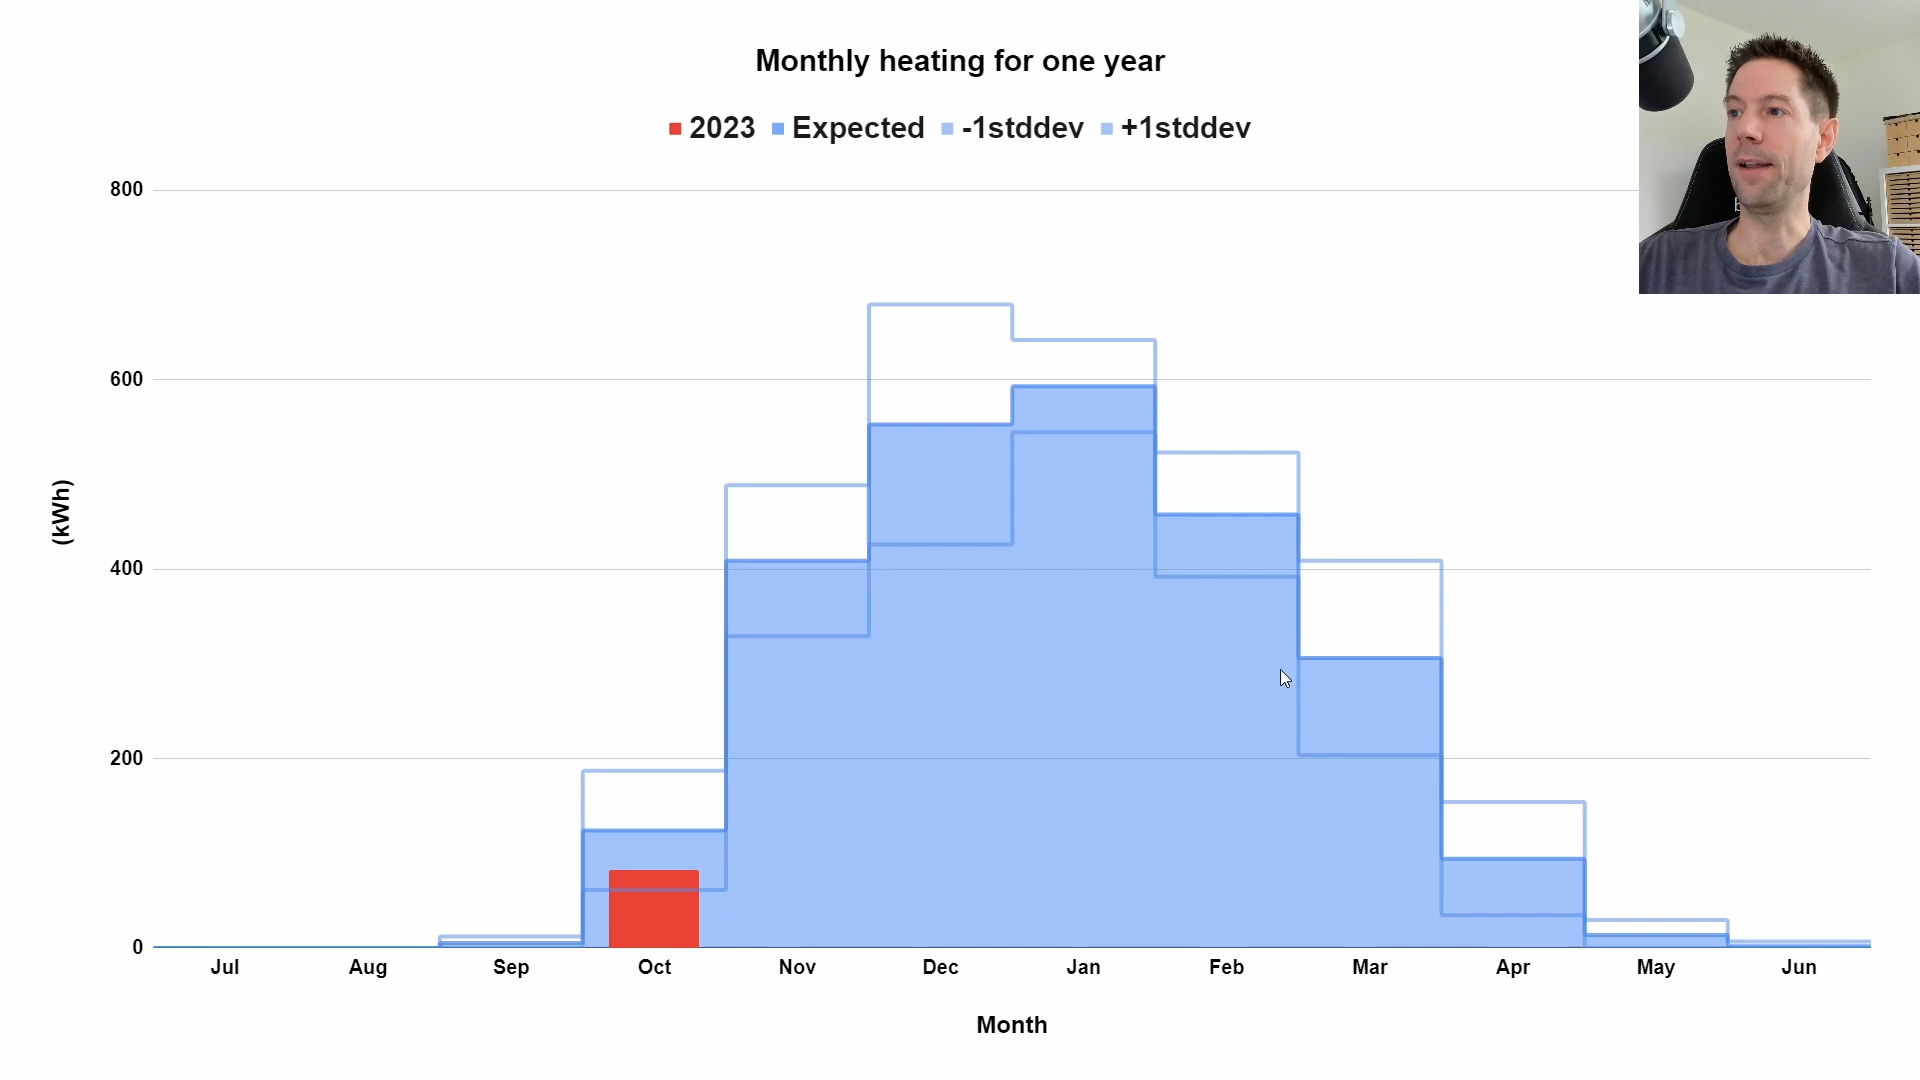 Monthly heating for one year
2023 Expected -1stddev +1stddev
800
600
400
200
0
(kWh)
Jul Aug Sep Oct Nov Dec Jan Feb Mar Apr May Jun
Month